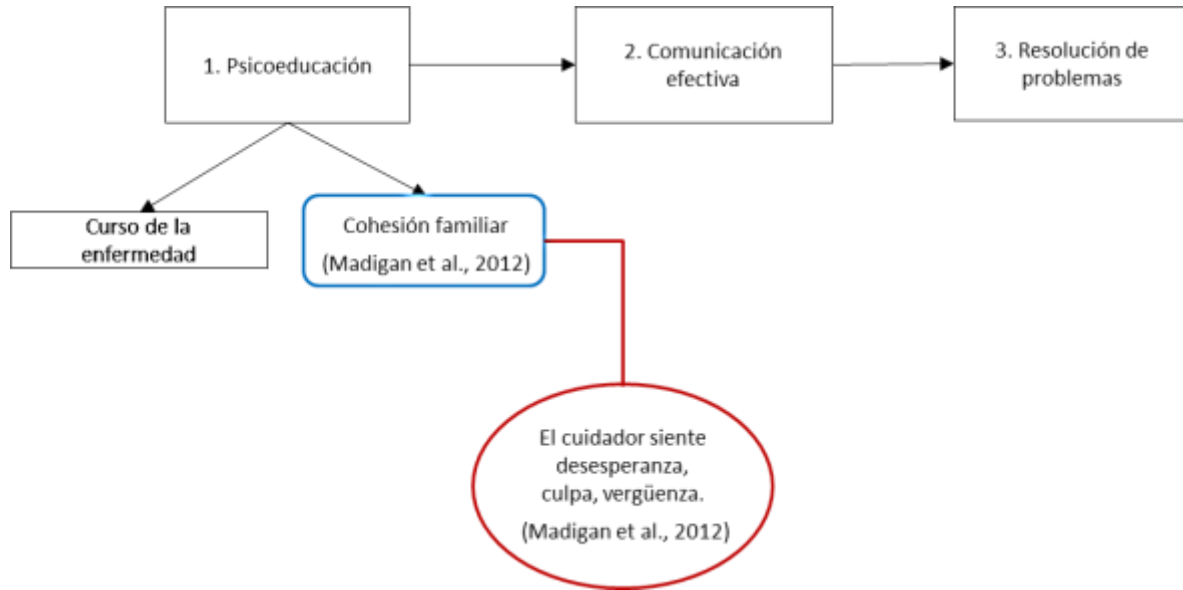 1. Psicoeducación
2. Comunicación
efectiva
3. Resolución de
problemas
Curso de la
enfermedad
Cohesión familiar
(Madigan et al., 2012)
El cuidador siente
desesperanza,
culpa, vergüenza.
(Madigan et al., 2012)